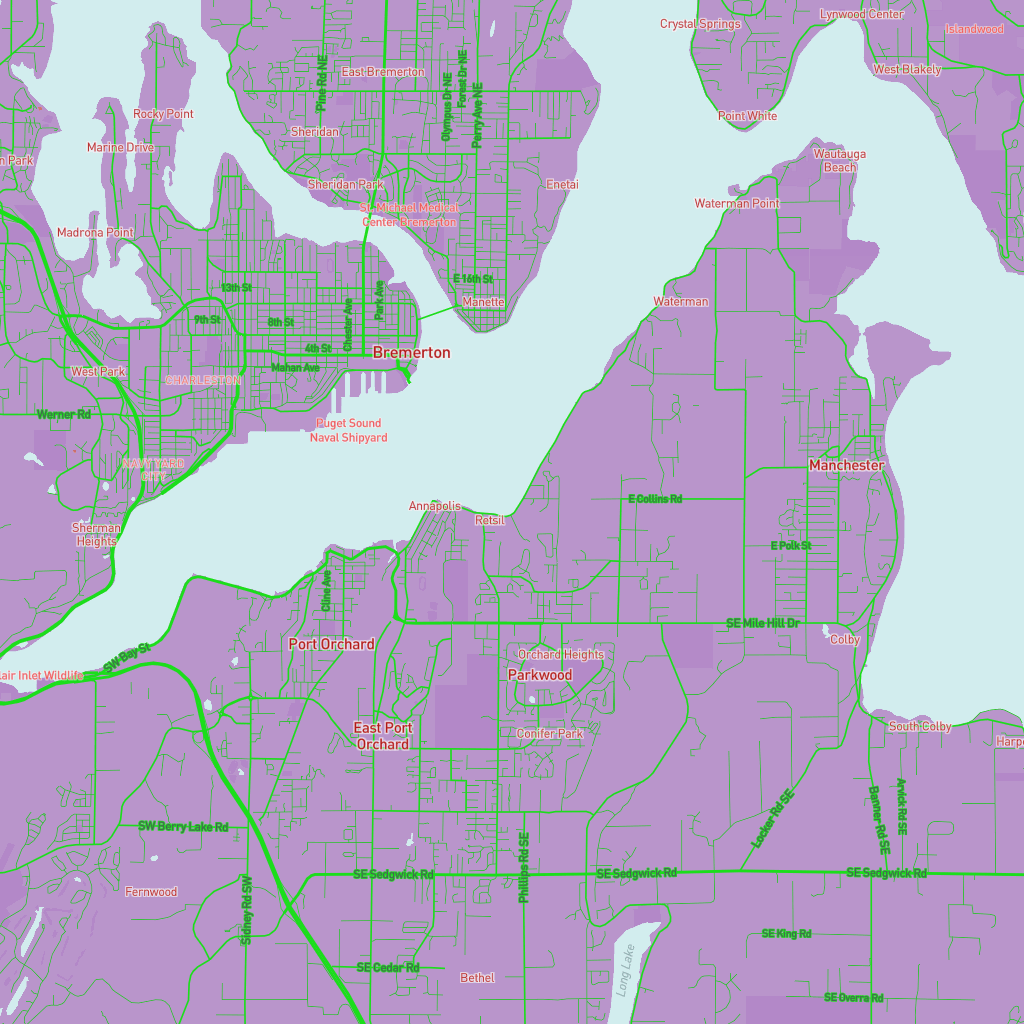 Crystal Springs
Lynwood Center
Islandwood
West Blakely
East Bremerton
Pine Rd NE
Olympus Dr NE
Forest Dr NE
Perry Ave NE
Rocky Point
Sheridan
Point White
Marine Drive
Wautauga
Beach
Sheridan Park
Enetai
Waterman Point
St. Michael Medical
Center Bremerton
Madrona Point
E 16th St
13th St
Manette
Waterman
Park Ave
Chester Ave
9th St
8th St
4th St
Bremerton
Mahan Ave
West Park
CHARLESTON
Werner Rd
Puget Sound
Naval Shipyard
NAVY YARD
CITY
Manchester
E Collins Rd
Annapolis
Retsil
Sherman
Heights
E Polk St
Cline Ave
SE Mile Hill Dr
Colby
Port Orchard
SW Bay St
Orchard Heights
Parkwood
lair Inlet Wildlife
East Port
Orchard
Conifer Park
South Colby
Harpe
Locker Rd SE
Banner Rd SE
Arvick Rd SE
SW Berry Lake Rd
Phillips Rd SE
SE Sedgwick Rd
SE Sedgwick Rd
SE Sedgwick Rd
Fernwood
Sidney Rd SW
SE King Rd
Long Lake
SE Cedar Rd
Bethel
SE Overra Rd